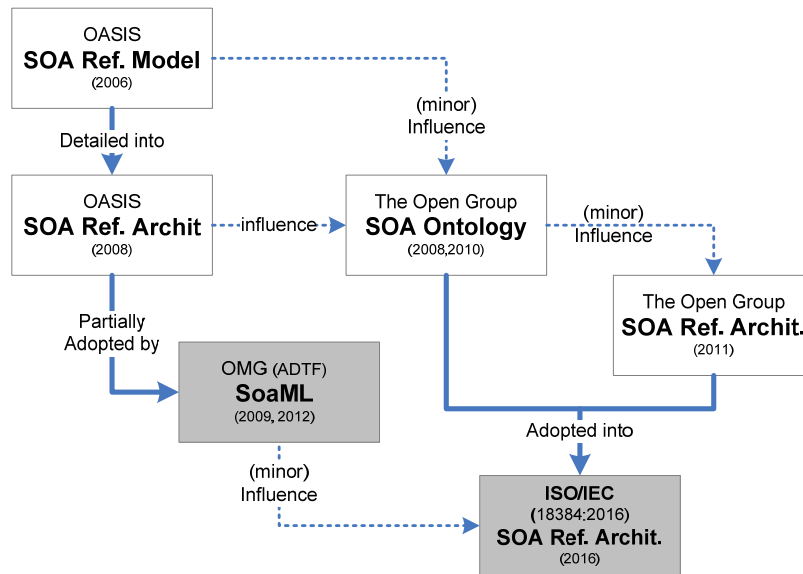 OASIS
SOA Ref. Model
(2006)
(minor)
Influence
Detailed into
OASIS
SOA Ref. Archit
(2008)
influence
The Open Group
SOA Ontology
(2008,2010)
(minor)
Influence
The Open Group
SOA Ref. Archit.
(2011)
Partially
Adopted by
OMG (ADTF)
SoaML
(2009, 2012)
Adopted into
(minor)
Influence
ISO/IEC
(18384:2016)
SOA Ref. Archit.
(2016)